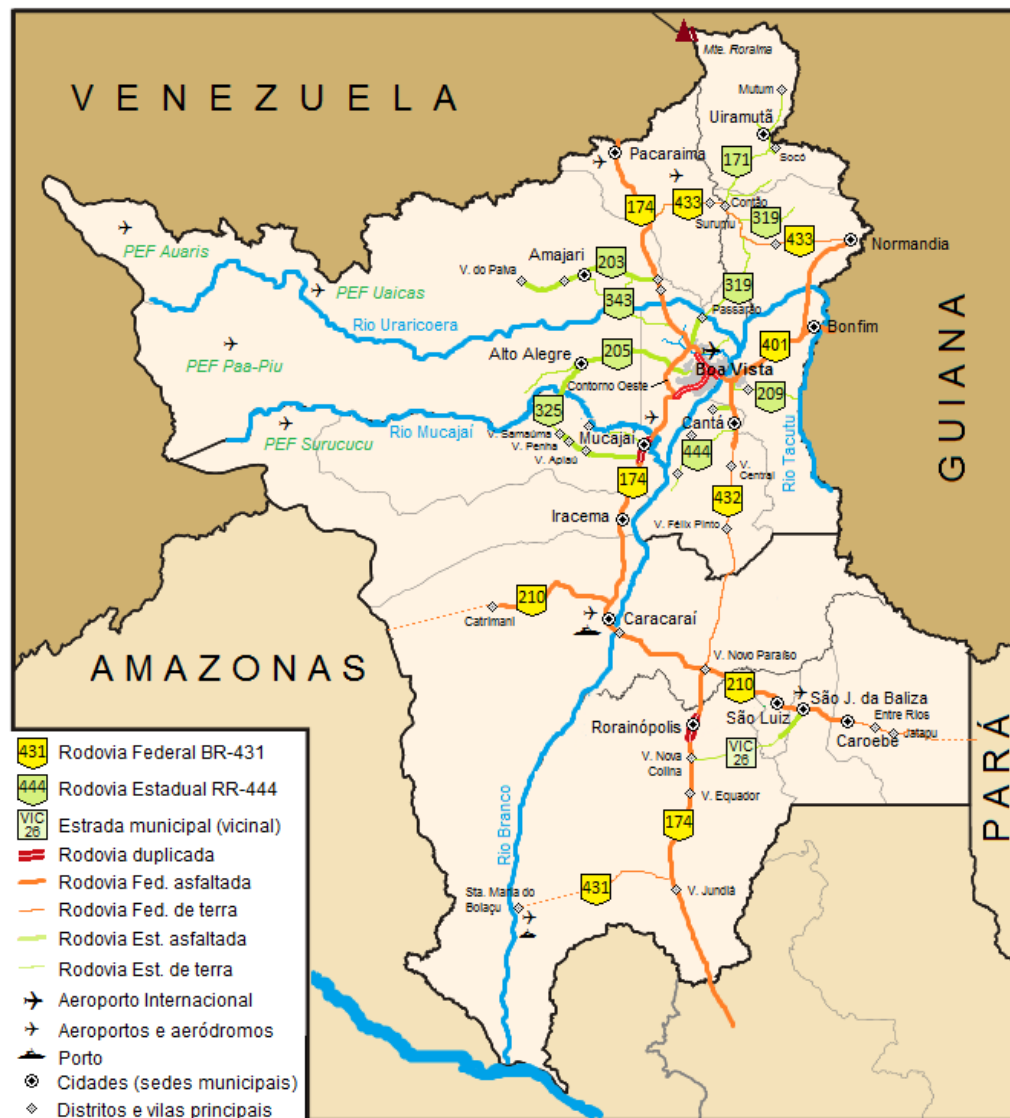 Mte. Roraima
VENEZUELA
Mutum
Uiramutã
Socó
171
Pacaraima
174
433
Contão
Surumu
319
433
Normandia
PEF Auaris
Amajari
203
V. do Paiva
PEF Uaicas
343
319
Passarão
Rio Uraricoera
Bonfim
401
GUIANA
PEF Paa-Piu
Alto Alegre
205
Boa Vista
Contorno Oeste
209
325
Cantá
Rio Mucajaí
PEF Surucucu
V. Samaúma
V. Penha
V. Apiaú
Mucajaí
444
V.
Central
Rio Tacutu
174
432
Iracema
V. Félix Pinto
210
Catrimani
Caracaraí
AMAZONAS
V. Novo Paraíso
210
São J. da Baliza
São Luiz
Rorainópolis
Entre Rios
Caroebe
Jatapu
PARÁ
V. Nova
Colina
VIC
26
V. Equador
174
Rio Branco
431
V. Jundiá
Sta. Maria do
Boiaçu
431 Rodovia Federal BR-431
444 Rodovia Estadual RR-444
VIC
26 Estrada municipal (vicinal)
Rodovia duplicada
Rodovia Fed. asfaltada
Rodovia Fed. de terra
Rodovia Est. asfaltada
Rodovia Est. de terra
Aeroporto Internacional
Aeroportos e aeródromos
Porto
Cidades (sedes municipais)
Distritos e vilas principais